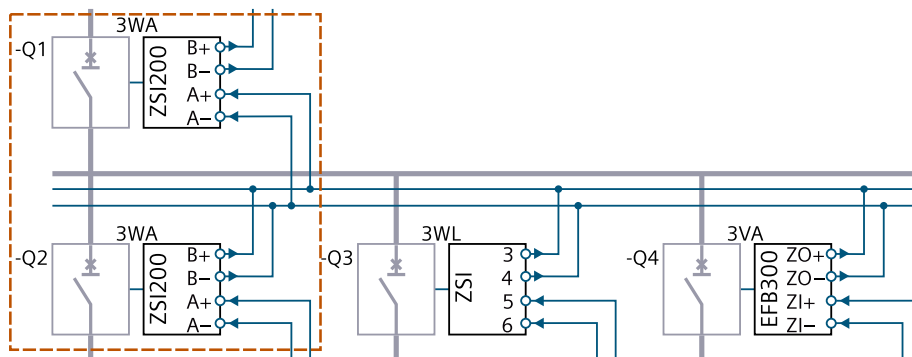 3WA
-Q1
ZSI200
B+
B−
A+
A−
3WA
-Q2
ZSI200
B+
B−
A+
A−
3WL
-Q3
ZSI
3
4
5
6
3VA
-Q4
EFB300
ZO+
ZO−
ZI+
ZI−